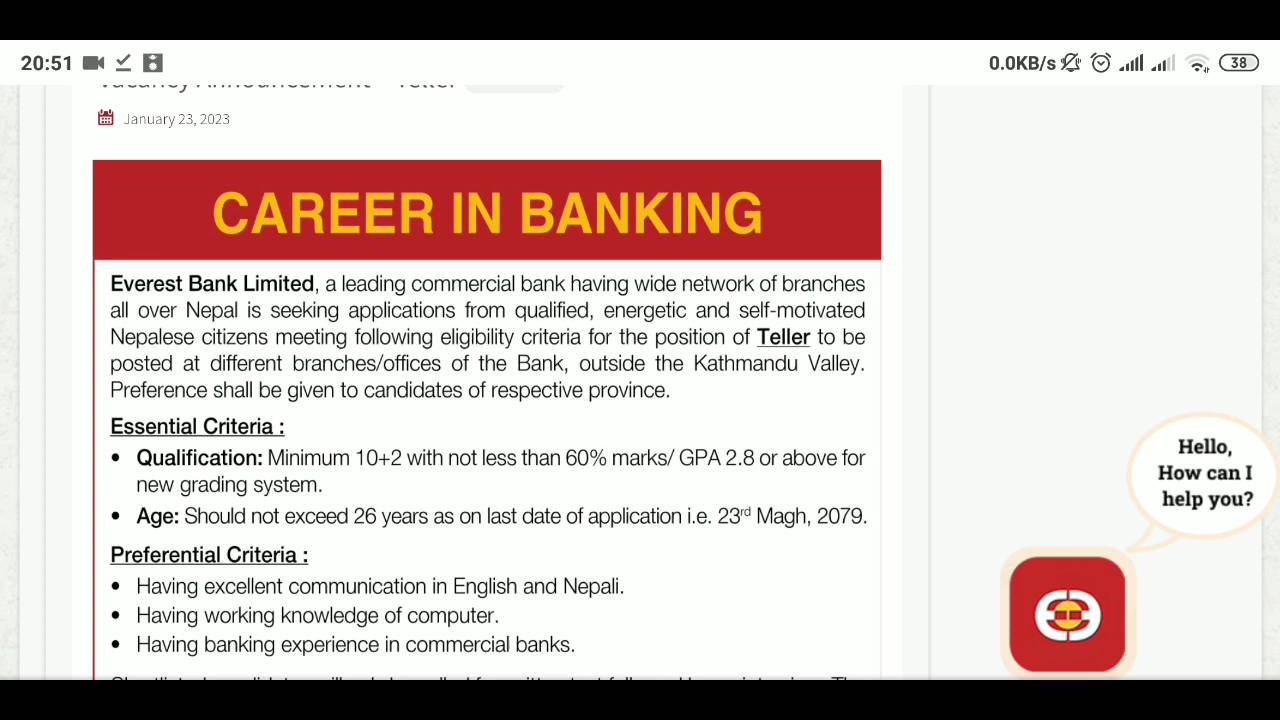 20:51
0.0KB/s
38
Vacancy Announcement - Teller
January 23, 2023
CAREER IN BANKING
Everest Bank Limited, a leading commercial bank having wide network of branches
all over Nepal is seeking applications from qualified, energetic and self-motivated
Nepalese citizens meeting following eligibility criteria for the position of Teller to be
posted at different branches/offices of the Bank, outside the Kathmandu Valley.
Preference shall be given to candidates of respective province.
Essential Criteria :
• Qualification: Minimum 10+2 with not less than 60% marks/ GPA 2.8 or above for
new grading system.
• Age: Should not exceed 26 years as on last date of application i.e. 23rd Magh, 2079.
Preferential Criteria :
• Having excellent communication in English and Nepali.
• Having working knowledge of computer.
• Having banking experience in commercial banks.
Hello,
How can I
help you?